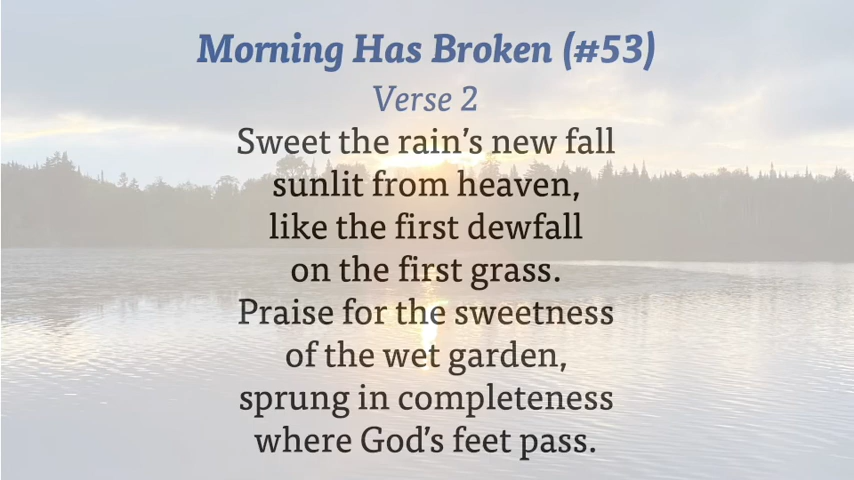 Morning Has Broken (#53)
Verse 2
Sweet the rain’s new fall
sunlit from heaven,
like the first dewfall
on the first grass.
Praise for the sweetness
of the wet garden,
sprung in completeness
where God’s feet pass.